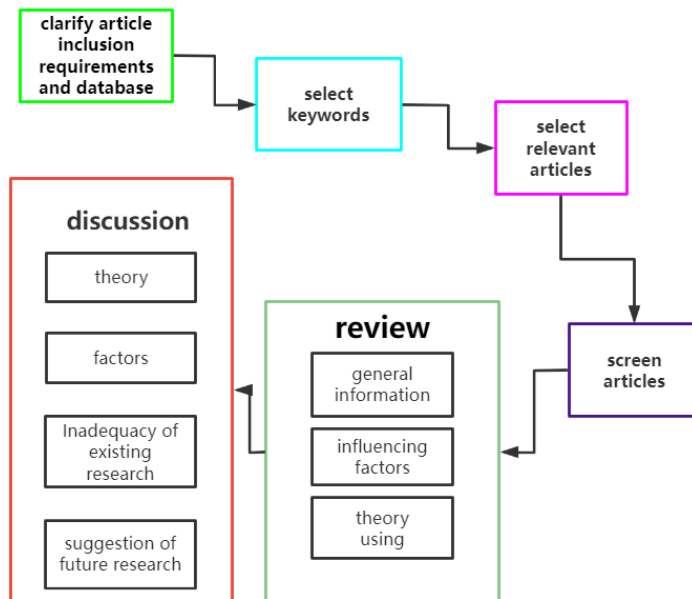 clarify article
inclusion
requirements
and database
select
keywords
select
relevant
articles
screen
articles
review
general
information
influencing
factors
theory
using
discussion
theory
factors
Inadequacy of
existing
research
suggestion of
future research